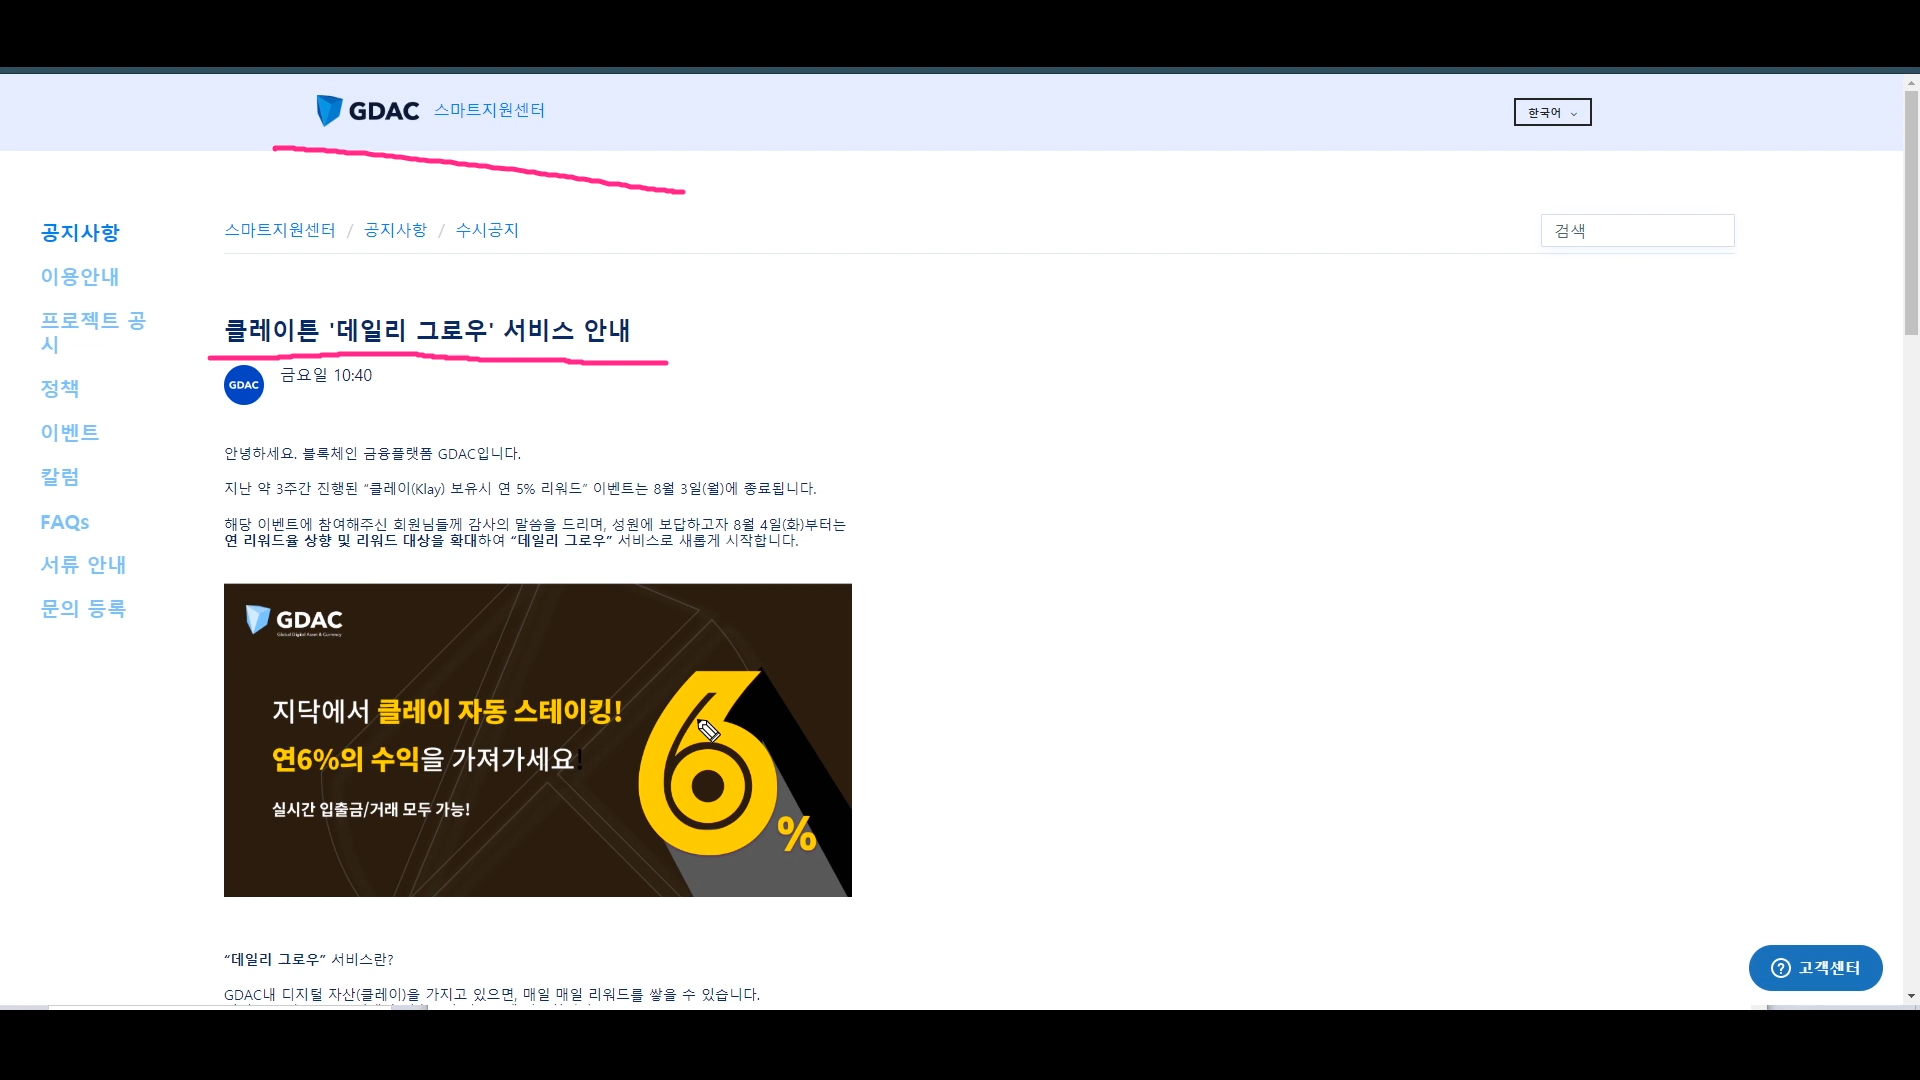 GDAC 스마트지원센터
한국어
공지사항
이용안내
프로젝트 공
시
정책
이벤트
칼럼
FAQs
서류 안내
문의 등록
스마트지원센터 / 공지사항 / 수시공지
검색
클레이튼 '데일리 그로우' 서비스 안내
GDAC
금요일 10:40
안녕하세요. 블록체인 금융플랫폼 GDAC입니다.
지난 약 3주간 진행된 “클레이(Klay) 보유시 연 5% 리워드” 이벤트는 8월 3일(월)에 종료됩니다.
해당 이벤트에 참여해주신 회원님들께 감사의 말씀을 드리며, 성원에 보답하고자 8월 4일(화)부터는
연 리워드율 상향 및 리워드 대상을 확대하여 “데일리 그로우” 서비스로 새롭게 시작합니다.
GDAC
Global Digital Asset & Currency
지닥에서 클레이 자동 스테이킹!
연6%의 수익을 가져가세요!
실시간 입출금/거래 모두 가능!
6%
“데일리 그로우” 서비스란?
GDAC내 디지털 자산(클레이)을 가지고 있으면, 매일 매일 리워드를 쌓을 수 있습니다.
고객센터